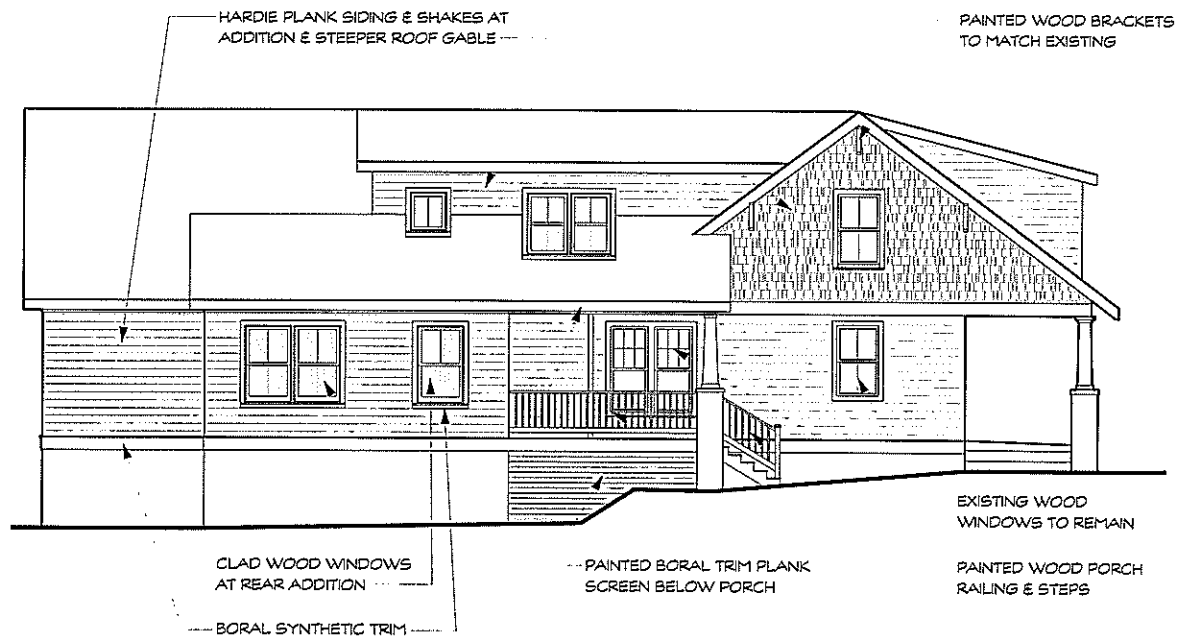 HARDIE PLANK SIDING & SHAKES AT
ADDITION & STEEPER ROOF GABLE
PAINTED WOOD BRACKETS
TO MATCH EXISTING
EXISTING WOOD
WINDOWS TO REMAIN
CLAD WOOD WINDOWS
AT REAR ADDITION
PAINTED BORAL TRIM PLANK
SCREEN BELOW PORCH
PAINTED WOOD PORCH
RAILING & STEPS
BORAL SYNTHETIC TRIM